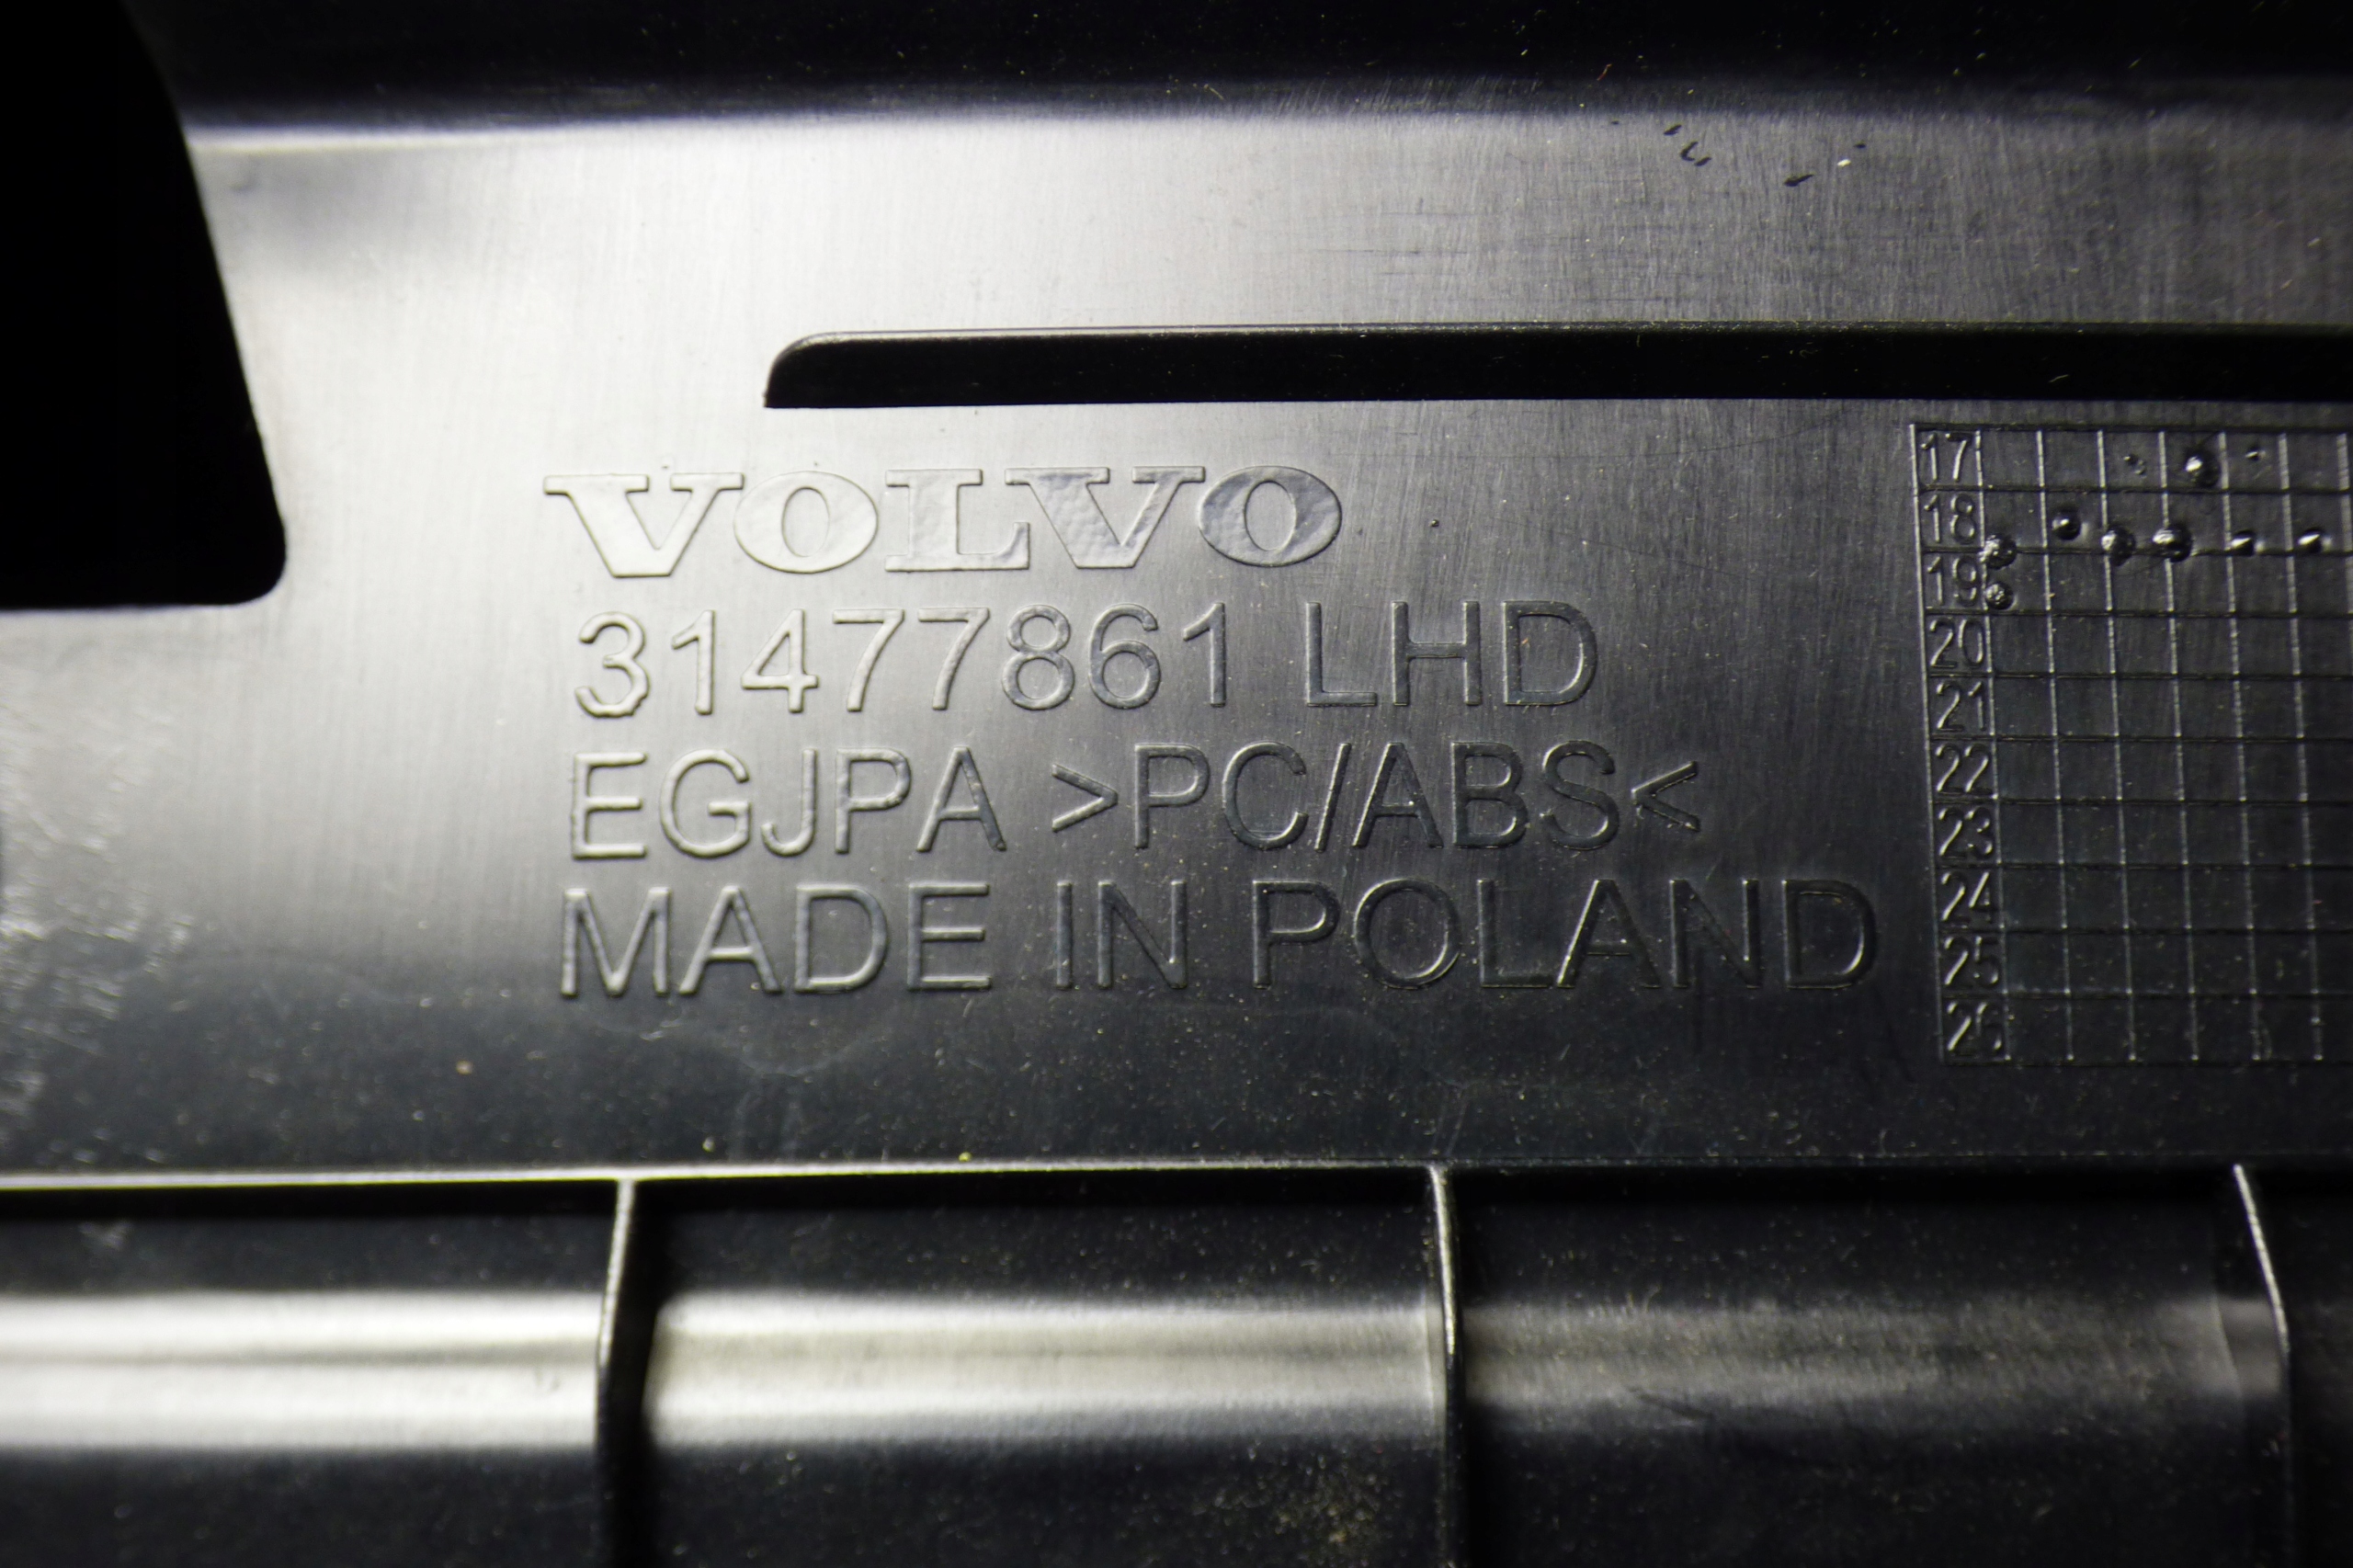 VOLVO
31477861 LHD
EGJPA >PC/ABS<
MADE IN POLAND
17
18
19
20
21
22
23
24
25
26